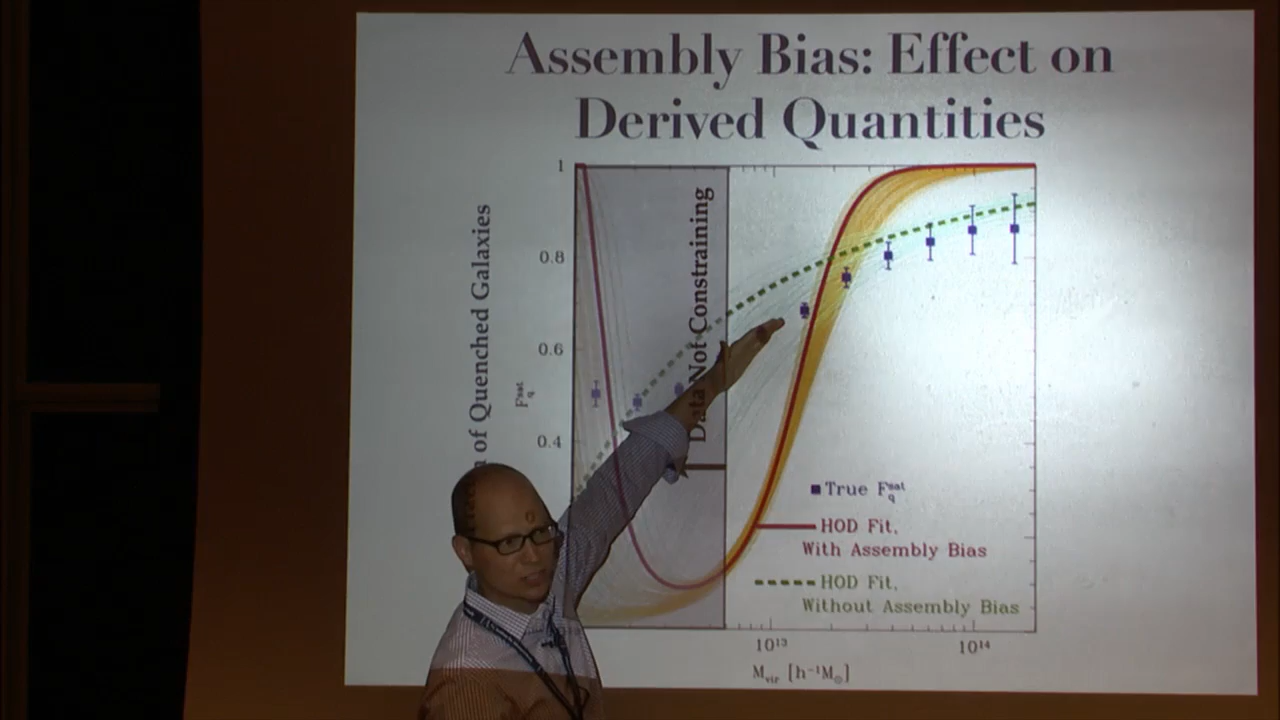 Assembly Bias: Effect on
Derived Quantities
of Quenched Galaxies
F_q^sat
1
0.8
0.6
0.4
Data Not Constraining
True F_q^sat
HOD Fit,
With Assembly Bias
HOD Fit,
Without Assembly Bias
10^13
10^14
M_vir [h^-1M_⊙]